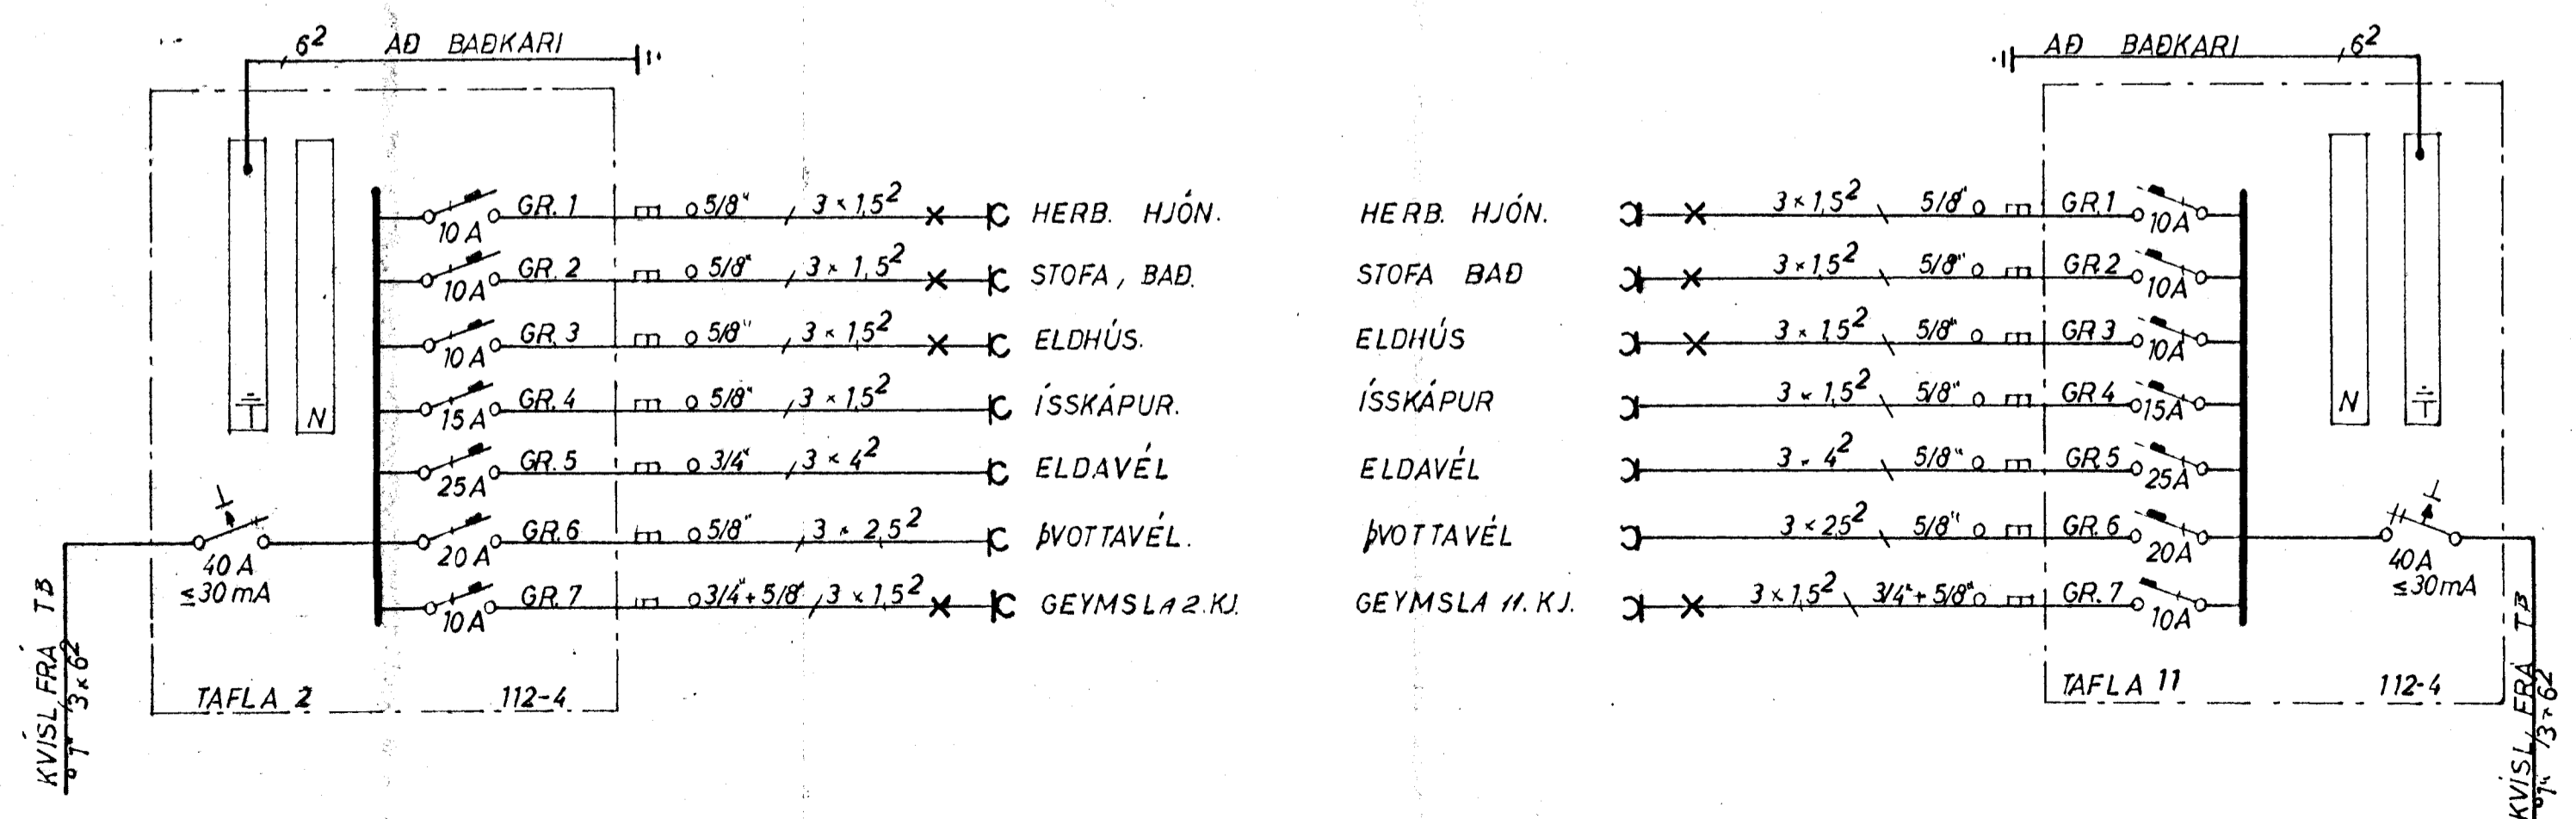 6² AÐ BAÐKARI
GR. 1 5/8" 3 × 1,5² HERB. HJÓN.
10 A
GR. 2 5/8" 3 × 1,5² STOFA, BAÐ.
10 A
GR. 3 5/8" 3 × 1,5² ELDHÚS.
10 A
GR. 4 5/8" 3 × 1,5² ÍSSKÁPUR.
15 A
N
GR. 5 3/4" 3 × 4² ELDAVÉL
25 A
GR. 6 5/8" 3 × 2,5² ÞVOTTAVÉL.
20 A
40 A
≤30 mA
GR. 7 3/4"+5/8" 3 × 1,5² GEYMSLA 2. KJ.
10 A
TAFLA 2 112-4
KVÍSL FRÁ TB
1" 3×6²
AÐ BAÐKARI 6²
HERB. HJÓN. 3×1,5² 5/8" GR.1
10A
STOFA BAÐ 3×1,5² 5/8" GR2
10A
ELDHÚS 3×1,5² 5/8" GR3
10A
ÍSSKÁPUR 3×1,5² 5/8" GR4
15A
N
ELDAVÉL 3×4² 5/8" GR.5
25A
ÞVOTTAVÉL 3×25² 5/8" GR.6
20A
40A
≤30mA
GEYMSLA 11. KJ. 3×1,5² 3/4"+5/8" GR.7
10A
TAFLA 11 112-4
KVÍSL FRÁ TB
1" 3×6²